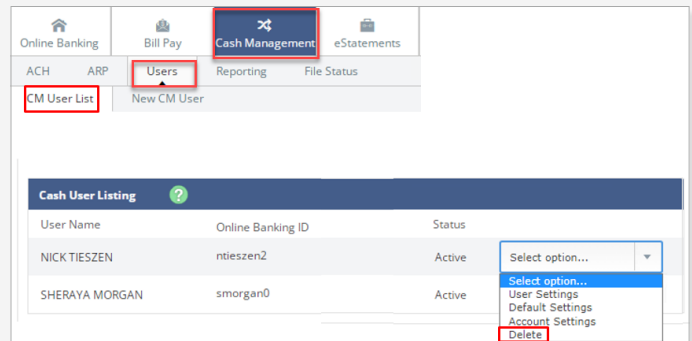 Online Banking Bill Pay Cash Management eStatements
ACH ARP Users Reporting File Status
CM User List New CM User
Cash User Listing ?
User Name Online Banking ID Status
NICK TIESZEN ntieszen2 Active Select option...
Select option...
User Settings
SHERAYA MORGAN smorgan0 Active Default Settings
Account Settings
Delete